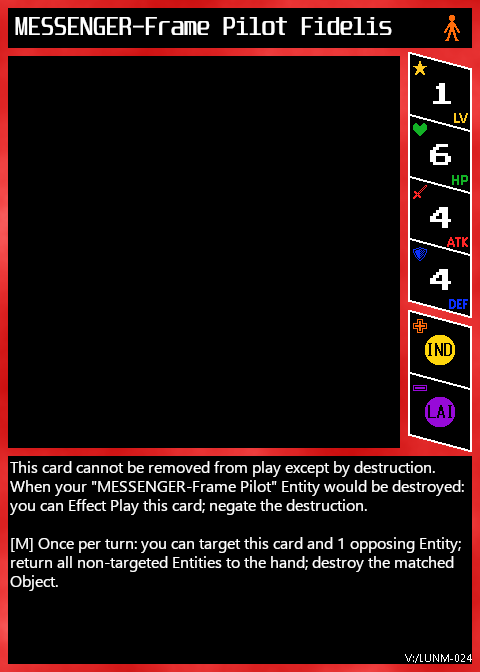 MESSENGER-Frame Pilot Fidelis
1
LV
6
HP
4
ATK
4
DEF
IND
LAI
This card cannot be removed from play except by destruction.
When your "MESSENGER-Frame Pilot" Entity would be destroyed:
you can Effect Play this card; negate the destruction.
[M] Once per turn: you can target this card and 1 opposing Entity;
return all non-targeted Entities to the hand; destroy the matched
Object.
V:/LUNM-024